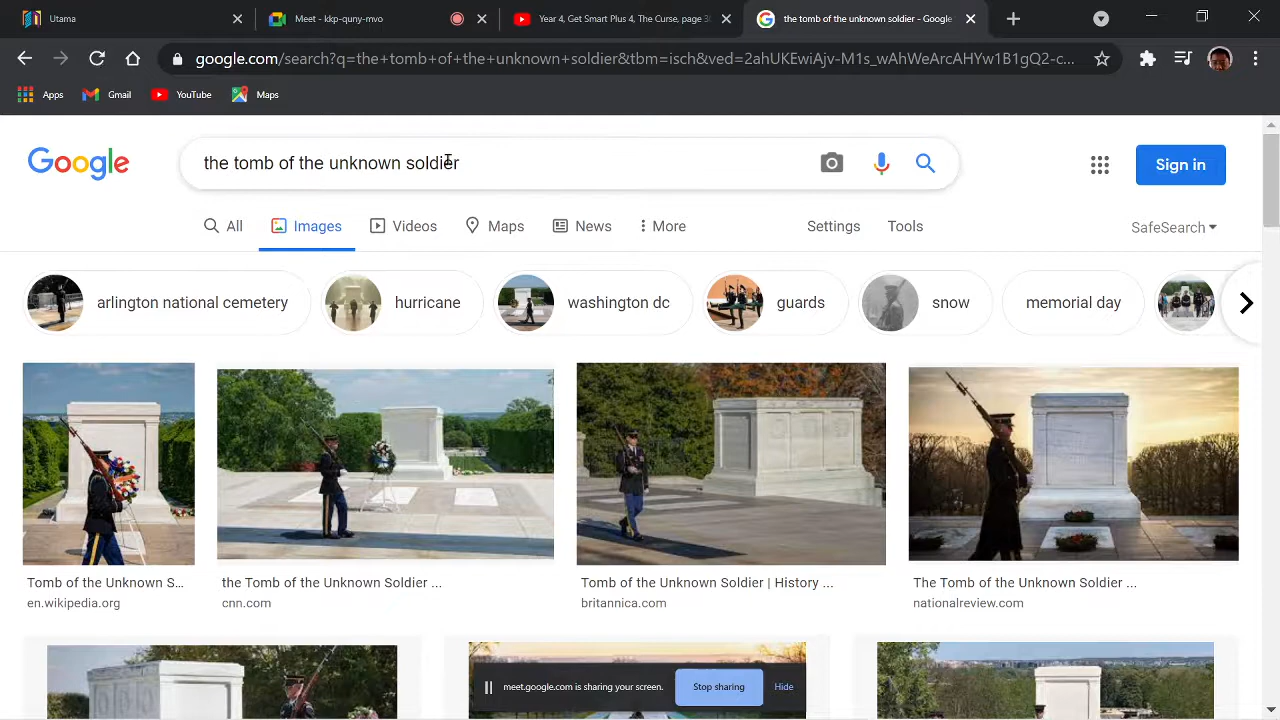 Utama
Meet - ldp-quny-mvo
Year 4, Get Smart Plus 4, The Curse, page 3
the tomb of the unknown soldier - Google
google.com/search?q=the+tomb+of+the+unknown+soldier&tbm=isch&ved=2ahUKEwiAjv-M1s_wAhWeArcAHYw1B1gQ2-c...
Apps
Gmail
YouTube
Maps
Google
the tomb of the unknown soldier
Sign in
All
Images
Videos
Maps
News
More
Settings
Tools
SafeSearch
arlington national cemetery
hurricane
washington dc
guards
snow
memorial day
Tomb of the Unknown S...
en.wikipedia.org
the Tomb of the Unknown Soldier ...
cnn.com
Tomb of the Unknown Soldier | History ...
britannica.com
The Tomb of the Unknown Soldier ...
nationalreview.com
meet.google.com is sharing your screen.
Stop sharing
Hide